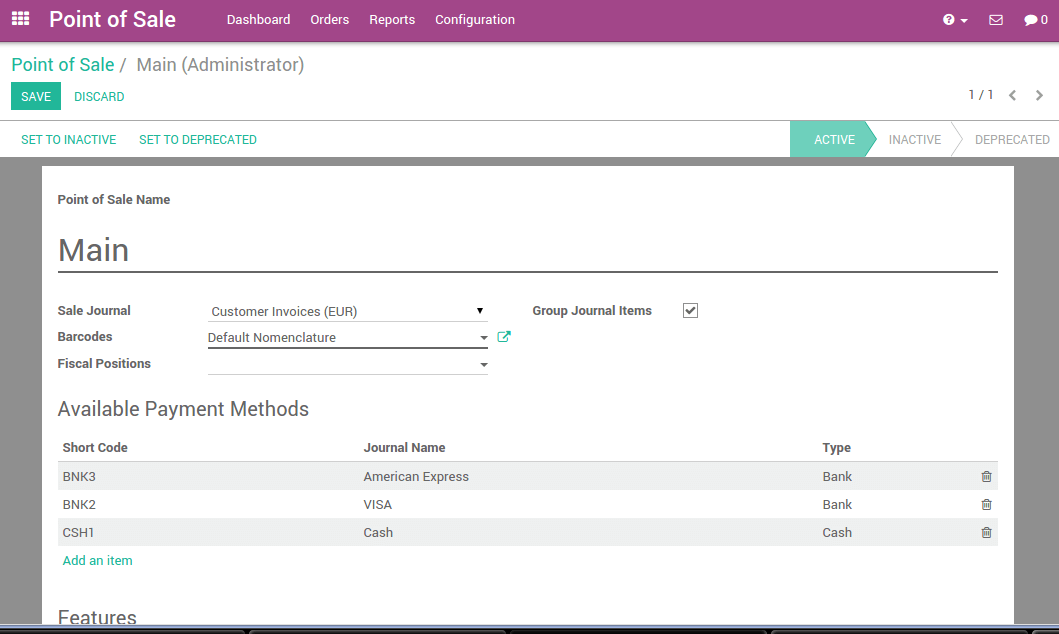 Point of Sale Dashboard Orders Reports Configuration 0
Point of Sale / Main (Administrator)
SAVE DISCARD 1 / 1
SET TO INACTIVE SET TO DEPRECATED ACTIVE INACTIVE DEPRECATED
Point of Sale Name
Main
Sale Journal Customer Invoices (EUR) Group Journal Items
Barcodes Default Nomenclature
Fiscal Positions
Available Payment Methods
Short Code Journal Name Type
BNK3 American Express Bank
BNK2 VISA Bank
CSH1 Cash Cash
Add an item
Features